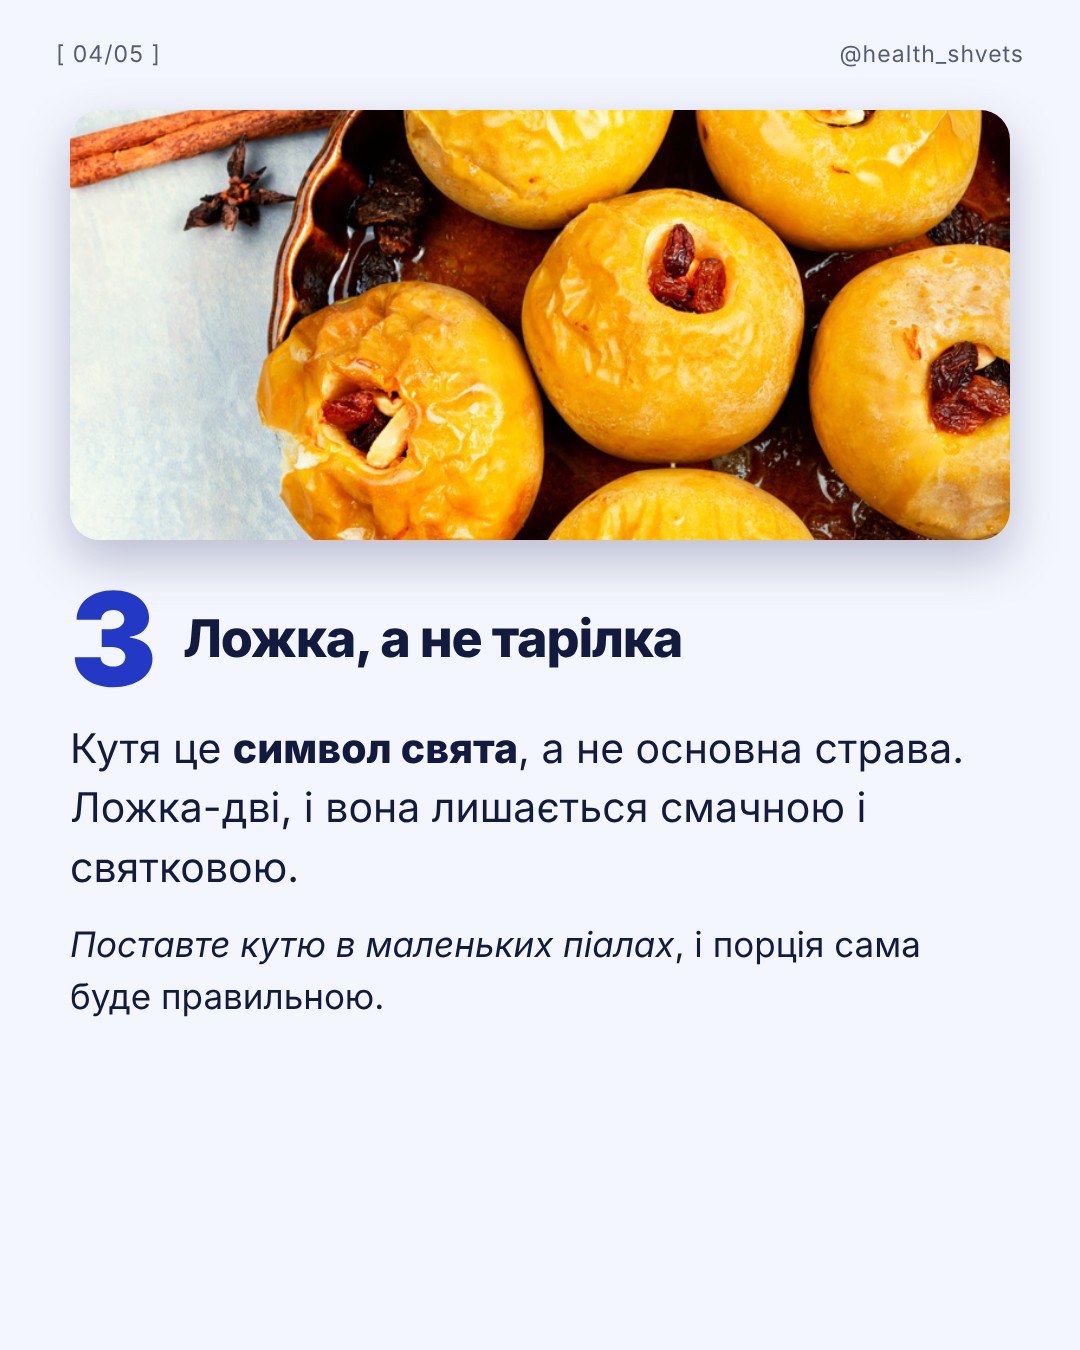 [ 04/05 ]
@health_shvets
3
Ложка, а не тарілка
Кутя це символ свята, а не основна страва.
Ложка-дві, і вона лишається смачною і
святковою.
Поставте кутю в маленьких піалах, і порція сама
буде правильною.